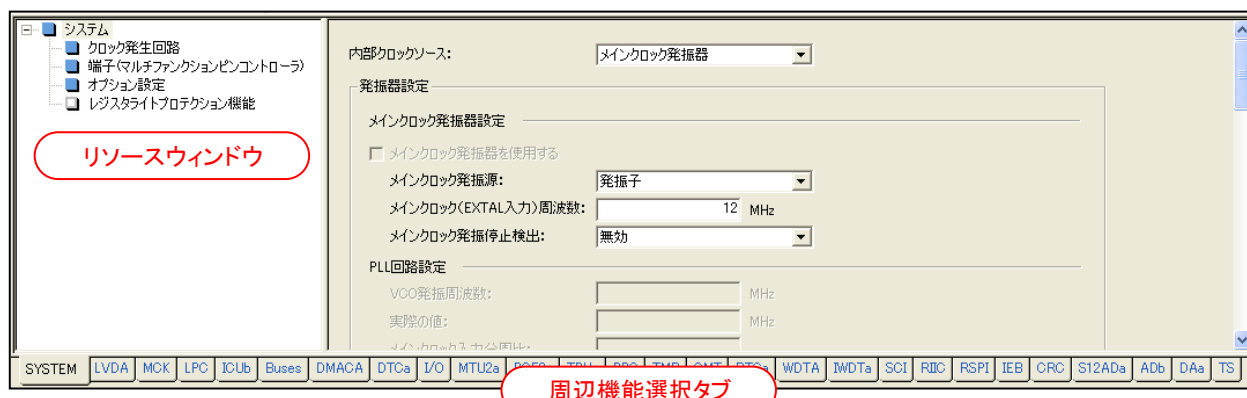 システム
クロック発生回路
端子(マルチファンクションピンコントローラ)
オプション設定
レジスタライトプロテクション機能
リソースウィンドウ
内部クロックソース: メインクロック発振器
発振器設定
メインクロック発振器設定
メインクロック発振器を使用する
メインクロック発振源: 発振子
メインクロック(EXTAL入力)周波数: 12 MHz
メインクロック発振停止検出: 無効
PLL回路設定
VCO発振周波数: MHz
実際の値: MHz
SYSTEM LVDA MCK LPC ICUb Buses DMACA DTCa I/O MTU2a WDTA IWDTa SCI RIIC RSPI IEB CRC S12ADa ADb DAa TS
周辺機能選択タブ